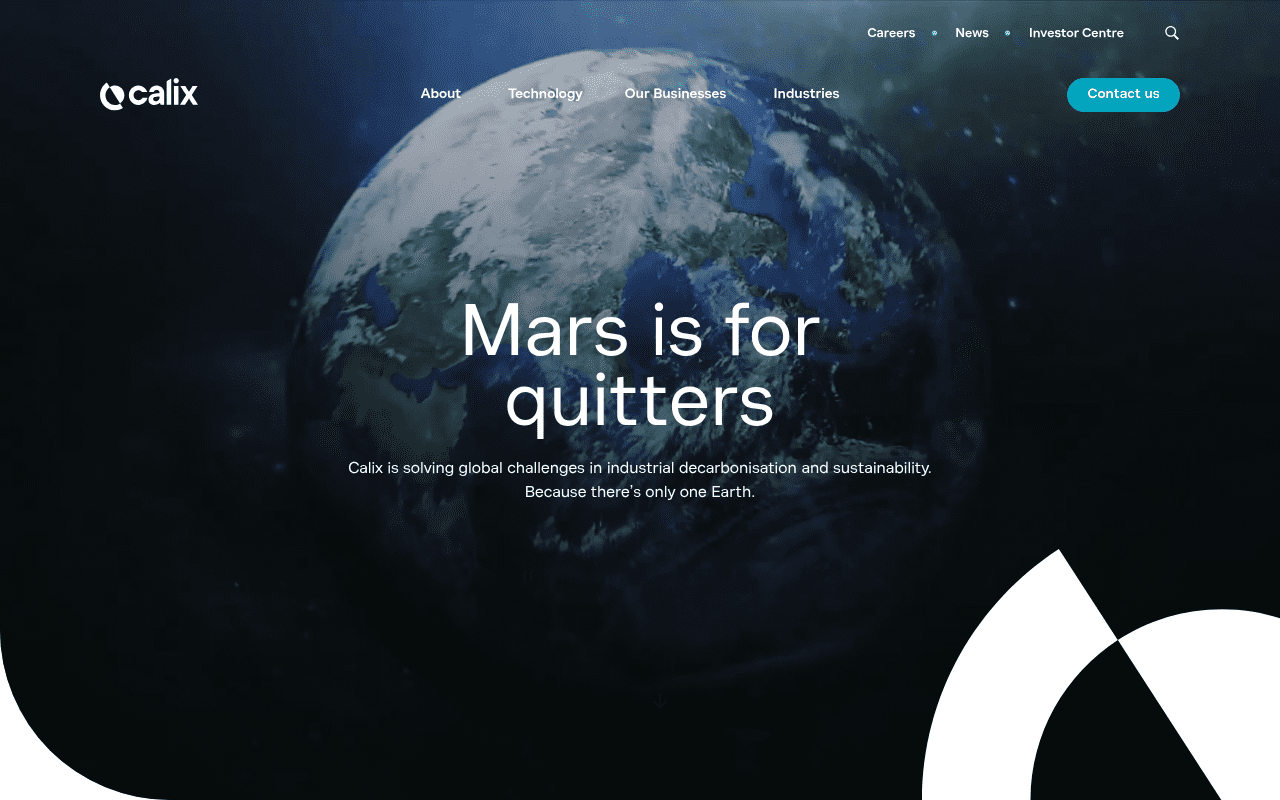 Careers
News
Investor Centre
calix
About
Technology
Our Businesses
Industries
Contact us
Mars is for
quitters
Calix is solving global challenges in industrial decarbonisation and sustainability.
Because there's only one Earth.